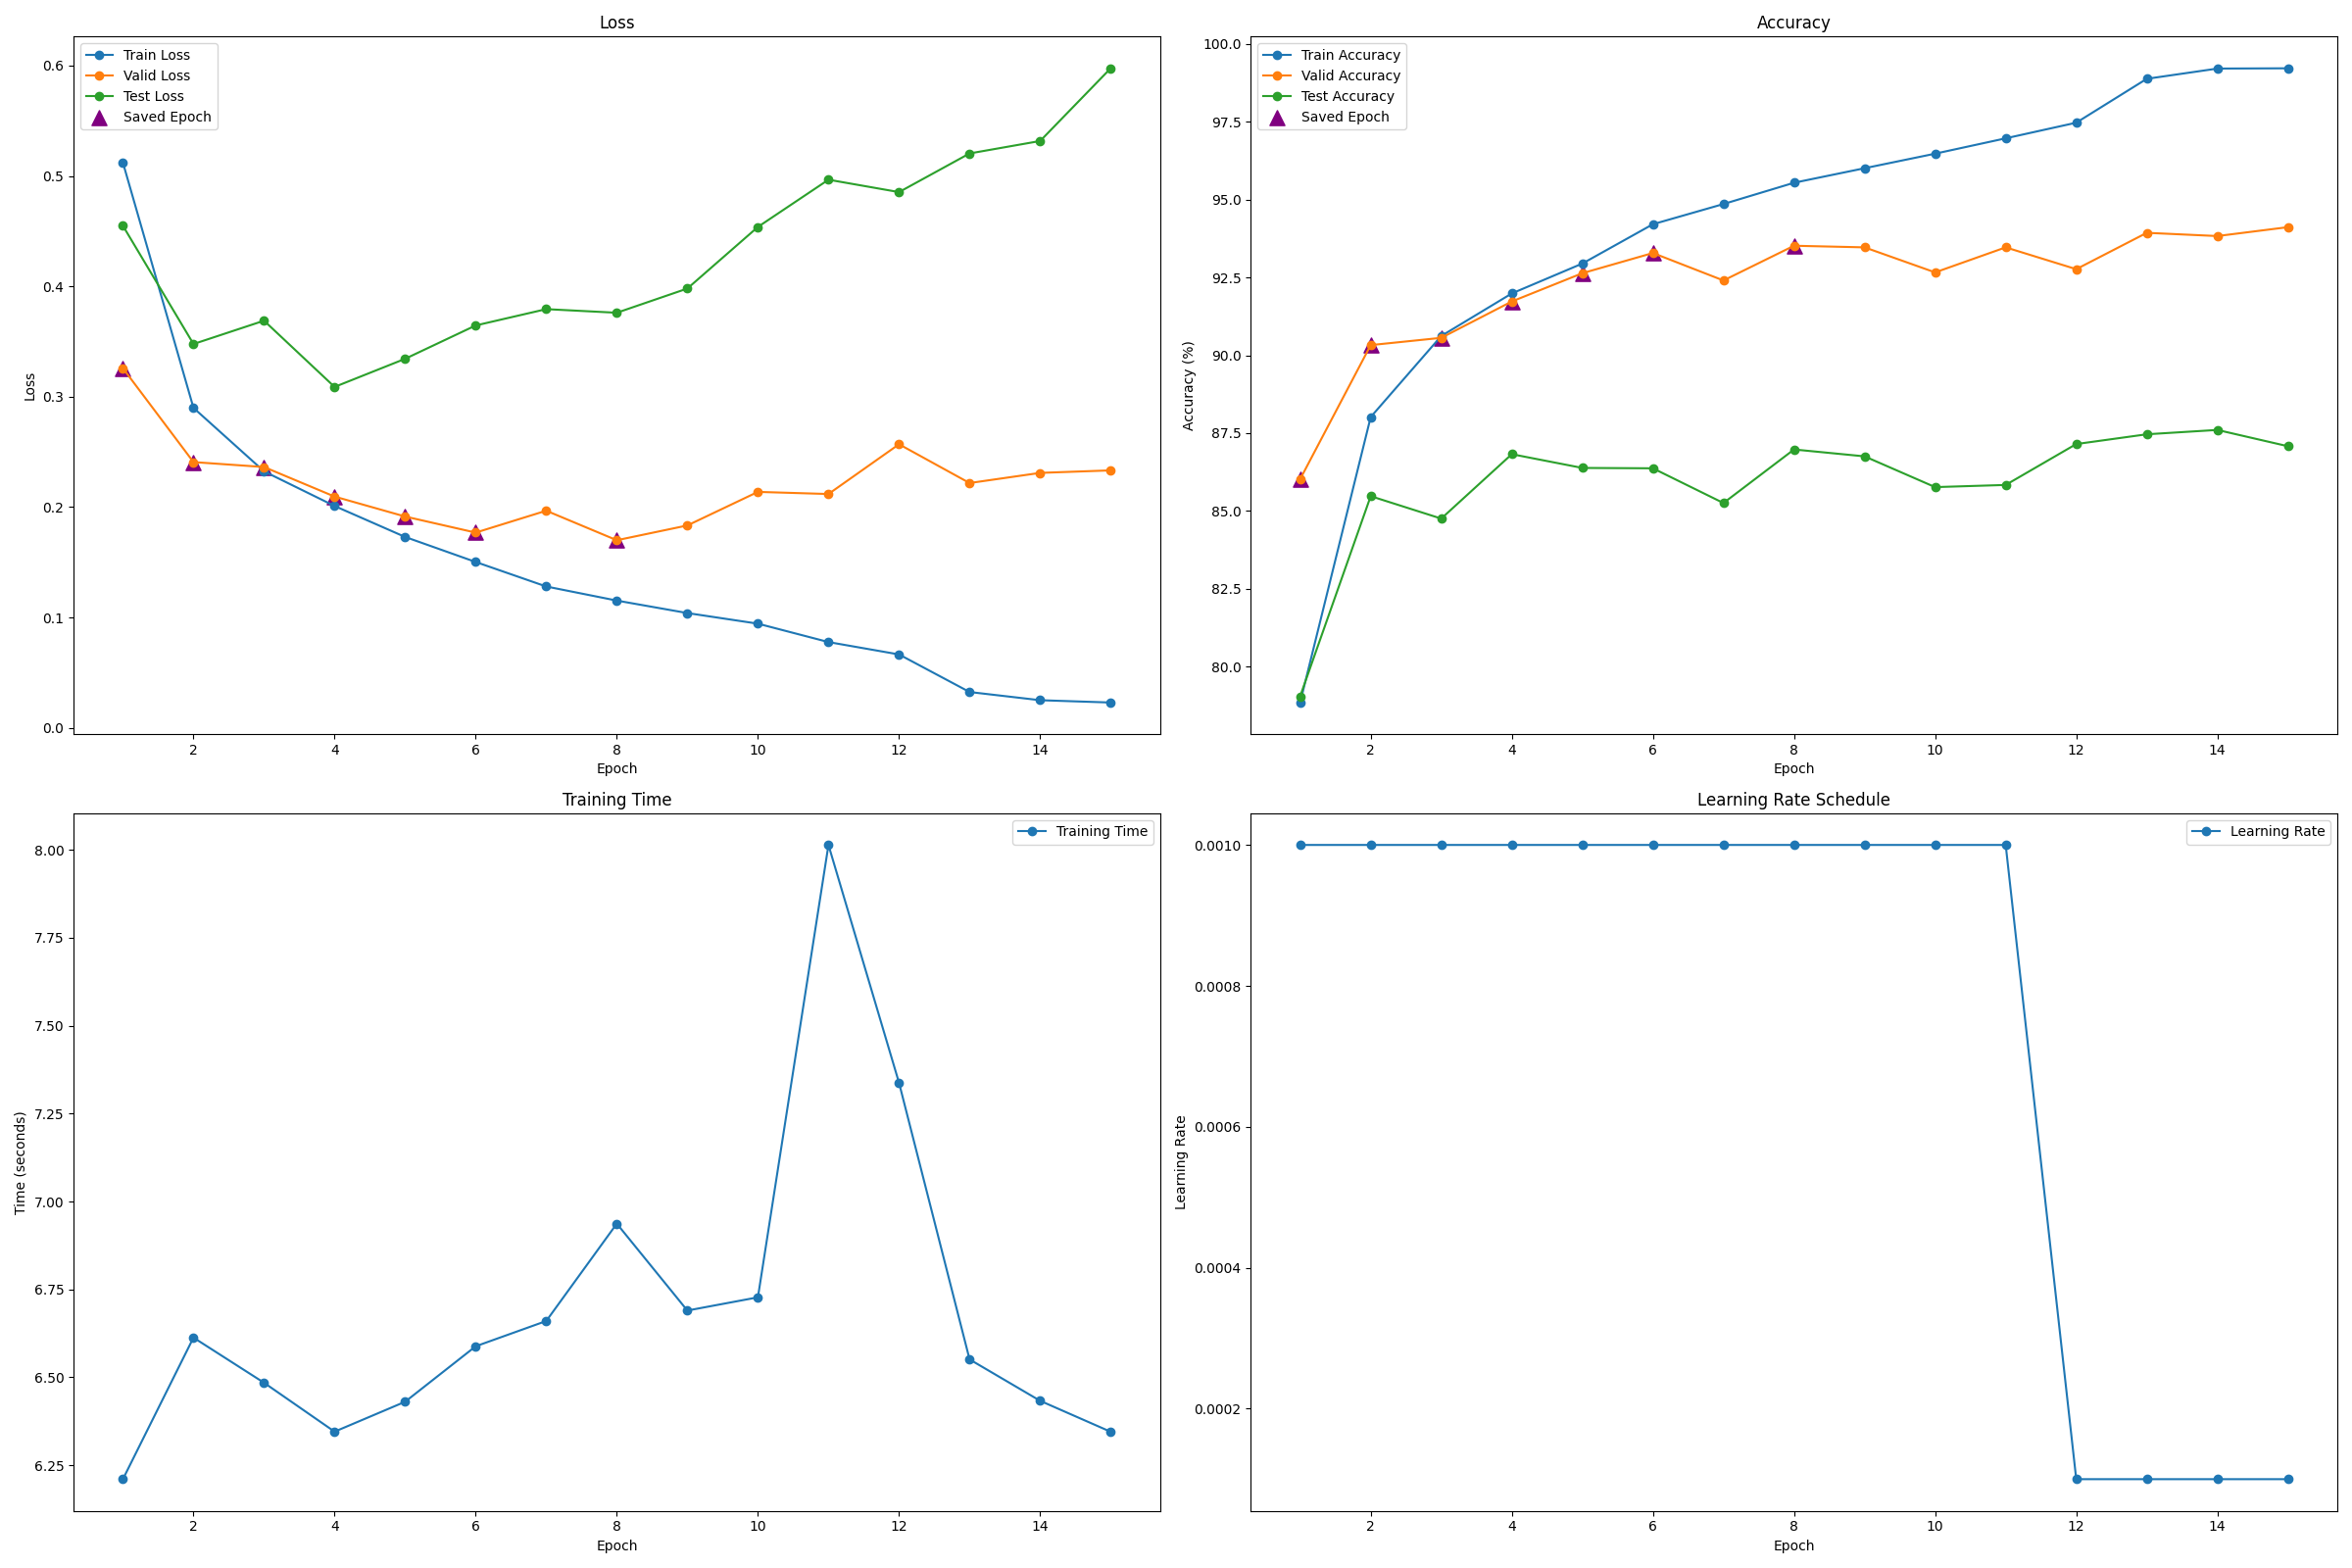 Loss
Train Loss
Valid Loss
Test Loss
Saved Epoch
0.6
0.5
0.4
0.3
0.2
0.1
0.0
Loss
2 4 6 8 10 12 14
Epoch
Accuracy
Train Accuracy
Valid Accuracy
Test Accuracy
Saved Epoch
100.0
97.5
95.0
92.5
90.0
87.5
85.0
82.5
80.0
Accuracy (%)
2 4 6 8 10 12 14
Epoch
Training Time
Training Time
8.00
7.75
7.50
7.25
7.00
6.75
6.50
6.25
Time (seconds)
2 4 6 8 10 12 14
Epoch
Learning Rate Schedule
Learning Rate
0.0010
0.0008
0.0006
0.0004
0.0002
Learning Rate
2 4 6 8 10 12 14
Epoch